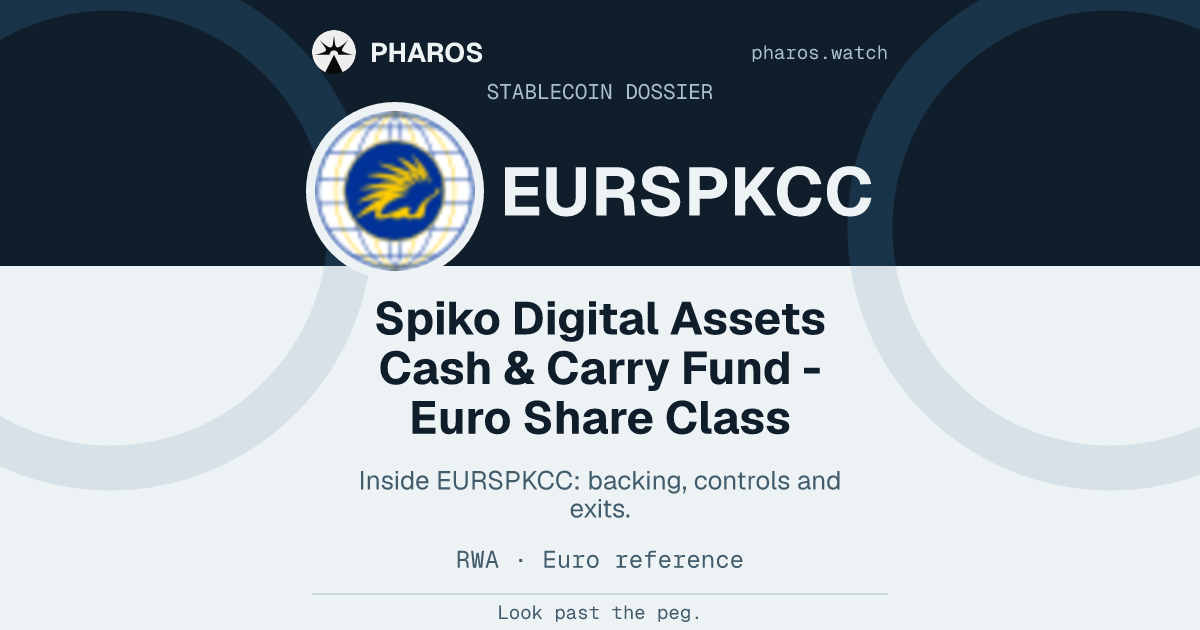 PHAROS
pharos.watch
STABLECOIN DOSSIER
EURSPKCC
Spiko Digital Assets
Cash & Carry Fund -
Euro Share Class
Inside EURSPKCC: backing, controls and
exits.
RWA · Euro reference
Look past the peg.